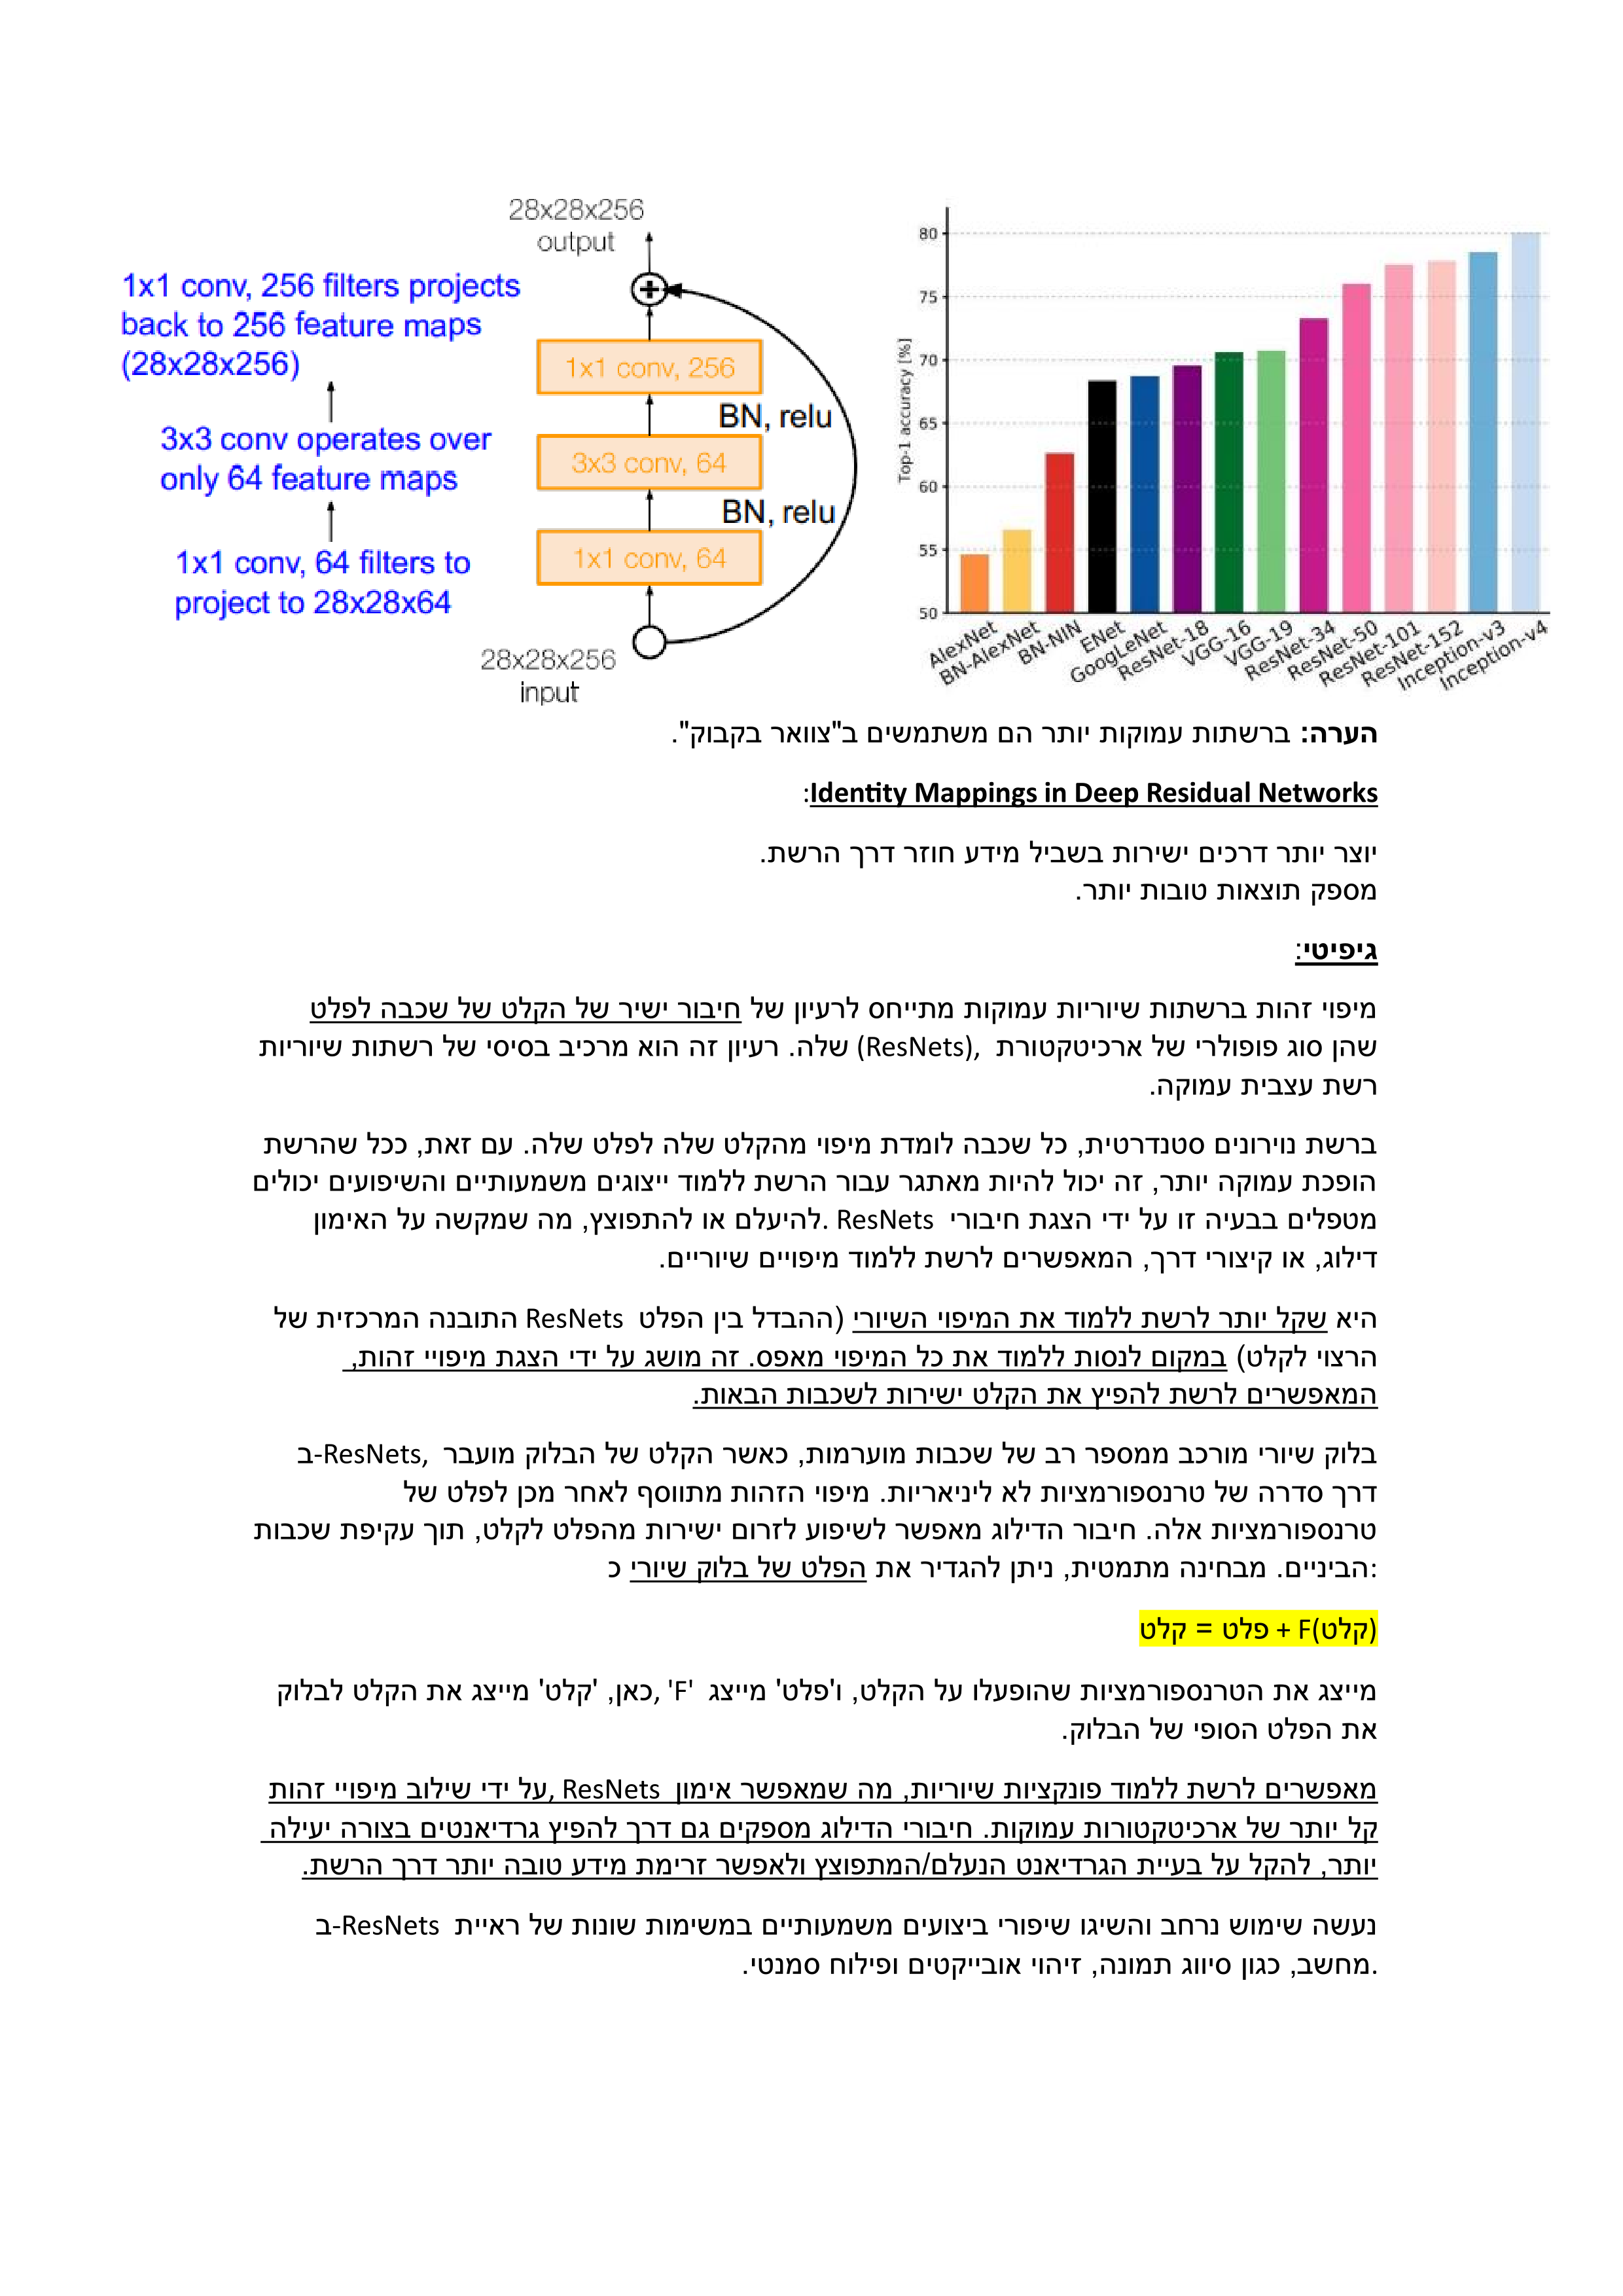 28x28x256
output
1x1 conv, 256 filters projects
back to 256 feature maps
(28x28x256)
3x3 conv operates over
only 64 feature maps
1x1 conv, 64 filters to
project to 28x28x64
1x1 conv, 256
BN, relu
3x3 conv, 64
BN, relu
1x1 conv, 64
28x28x256
input
Top-1 accuracy [%]
80
75
70
65
60
55
50
AlexNet
BN-AlexNet
BN-NIN
ENet
GoogLeNet
ResNet-18
VGG-16
VGG-19
ResNet-34
ResNet-50
ResNet-101
ResNet-152
Inception-v3
Inception-v4
הערה: ברשתות עמוקות יותר הם משתמשים ב"צוואר בקבוק".
Identity Mappings in Deep Residual Networks:
יוצר יותר דרכים ישירות בשביל מידע חוזר דרך הרשת.
מספק תוצאות טובות יותר.
גיפיטי:
מיפוי זהות ברשתות שיוריות עמוקות מתייחס לרעיון של חיבור ישיר של הקלט של שכבה לפלט
שהן סוג פופולרי של ארכיטקטורת ,(ResNets) שלה. רעיון זה הוא מרכיב בסיסי של רשתות שיוריות
רשת עצבית עמוקה.
ברשת נוירונים סטנדרטית, כל שכבה לומדת מיפוי מהקלט שלה לפלט שלה. עם זאת, ככל שהרשת
הופכת עמוקה יותר, זה יכול להיות מאתגר עבור הרשת ללמוד ייצוגים משמעותיים והשיפועים יכולים
מטפלים בבעיה זו על ידי הצגת חיבורי ResNets .להיעלם או להתפוצץ, מה שמקשה על האימון
דילוג, או קיצורי דרך, המאפשרים לרשת ללמוד מיפויים שיוריים.
היא שקל יותר לרשת ללמוד את המיפוי השיורי (ההבדל בין הפלט ResNets התובנה המרכזית של
הרצוי לקלט) במקום לנסות ללמוד את כל המיפוי מאפס. זה מושג על ידי הצגת מיפויי זהות,
המאפשרים לרשת להפיץ את הקלט ישירות לשכבות הבאות.
בלוק שיורי מורכב ממספר רב של שכבות מוערמות, כאשר הקלט של הבלוק מועבר ,ResNets-ב
דרך סדרה של טרנספורמציות לא ליניאריות. מיפוי הזהות מתווסף לאחר מכן לפלט של
טרנספורמציות אלה. חיבור הדילוג מאפשר לשיפוע לזרום ישירות מהפלט לקלט, תוך עקיפת שכבות
:הביניים. מבחינה מתמטית, ניתן להגדיר את הפלט של בלוק שיורי כ
(קלט)F + פלט = קלט
מייצג את הטרנספורמציות שהופעלו על הקלט, ו'פלט' מייצג 'F' ,כאן, 'קלט' מייצג את הקלט לבלוק
את הפלט הסופי של הבלוק.
מאפשרים לרשת ללמוד פונקציות שיוריות, מה שמאפשר אימון ResNets ,על ידי שילוב מיפויי זהות
קל יותר של ארכיטקטורות עמוקות. חיבורי הדילוג מספקים גם דרך להפיץ גרדיאנטים בצורה יעילה
יותר, להקל על בעיית הגרדיאנט הנעלם/המתפוצץ ולאפשר זרימת מידע טובה יותר דרך הרשת.
נעשה שימוש נרחב והשיגו שיפורי ביצועים משמעותיים במשימות שונות של ראיית ResNets-ב
.מחשב, כגון סיווג תמונה, זיהוי אובייקטים ופילוח סמנטי.